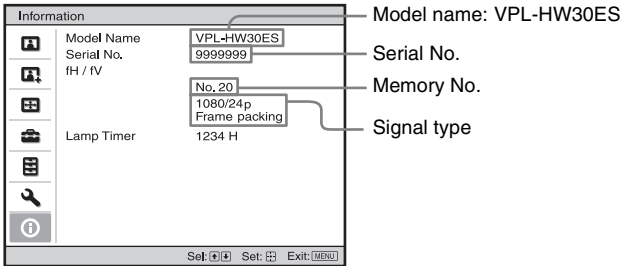 Information
Model Name VPL-HW30ES
Serial No. 9999999
fH / fV
No. 20
1080/24p
Frame packing
Lamp Timer 1234 H
Sel: Set: Exit: MENU
Model name: VPL-HW30ES
Serial No.
Memory No.
Signal type